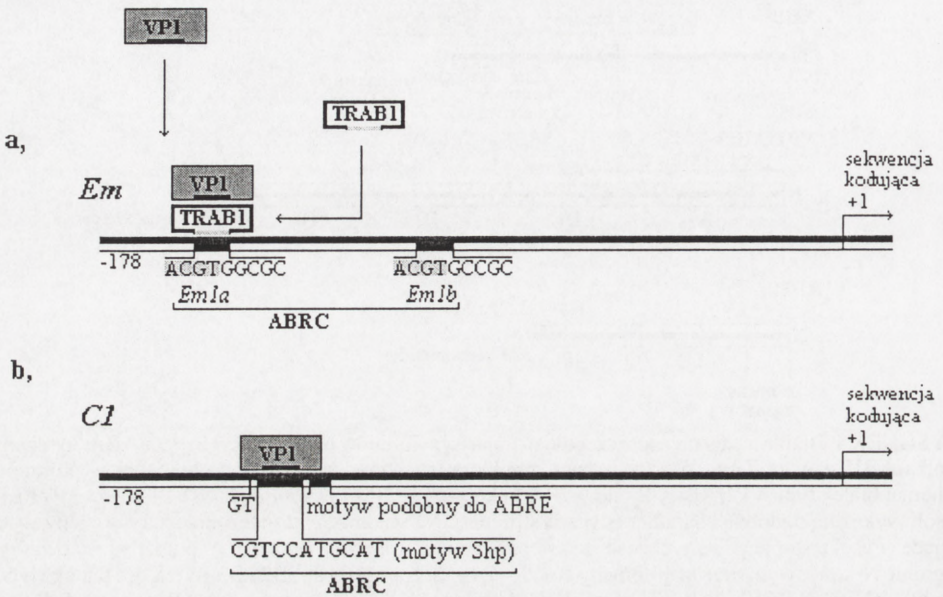 VP1
a,
TRAB1
Em
VP1
TRAB1
sekwencja
kodująca
+1
-178
ACGTGGCGC
ACGTGCCGC
Em1a
Em1b
ABRC
b,
C1
VP1
sekwencja
kodująca
+1
-178
GT
motyw podobny do ABRE
CGTCCATGCAT (motyw Shp)
ABRC